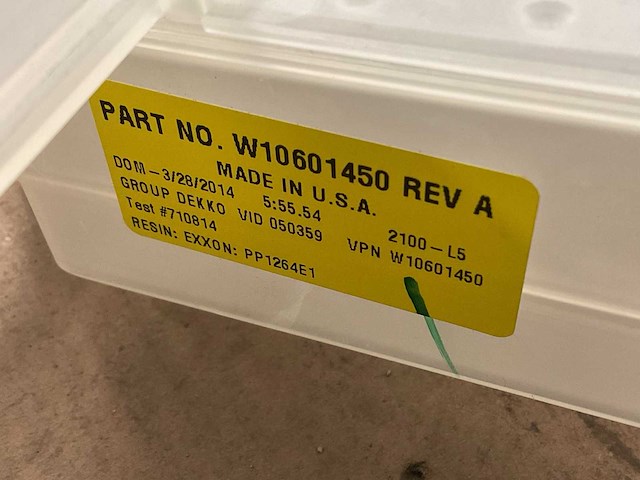 PART NO. W10601450 REV A
MADE IN U.S.A.
DOM-3/28/2014 5:55.54 2100-L5
GROUP DEKKO VID 050359 VPN W10601450
Test #710814
RESIN: EXXON: PP1264E1